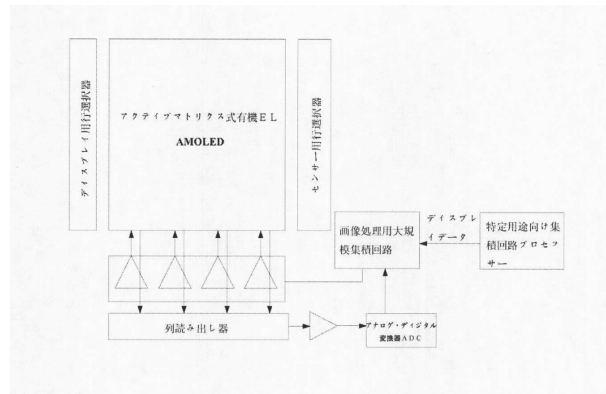 ディスプレイ用行選択器
アクティブマトリクス式有機ＥＬ
AMOLED
センサー用行選択器
画像処理用大規
模集積回路
ディスプレ
イデータ
特定用途向け集
積回路プロセッ
サー
列読み出し器
アナログ・ディジタル
変換器ＡＤＣ